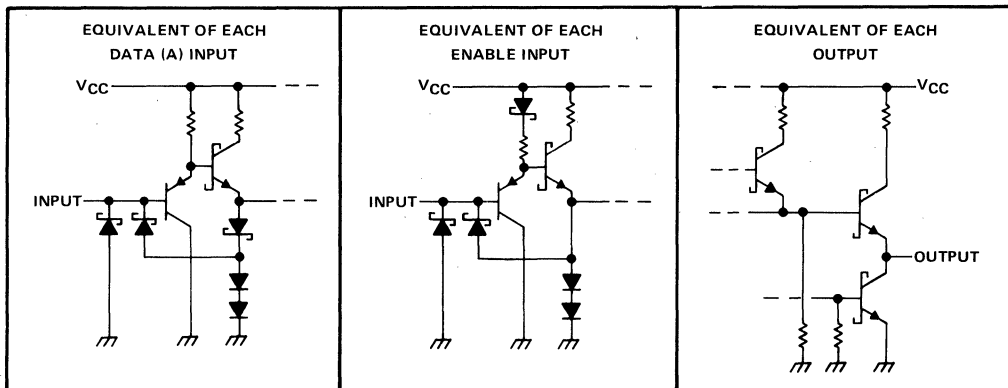 EQUIVALENT OF EACH
DATA (A) INPUT
VCC
INPUT
EQUIVALENT OF EACH
ENABLE INPUT
VCC
INPUT
EQUIVALENT OF EACH
OUTPUT
VCC
OUTPUT